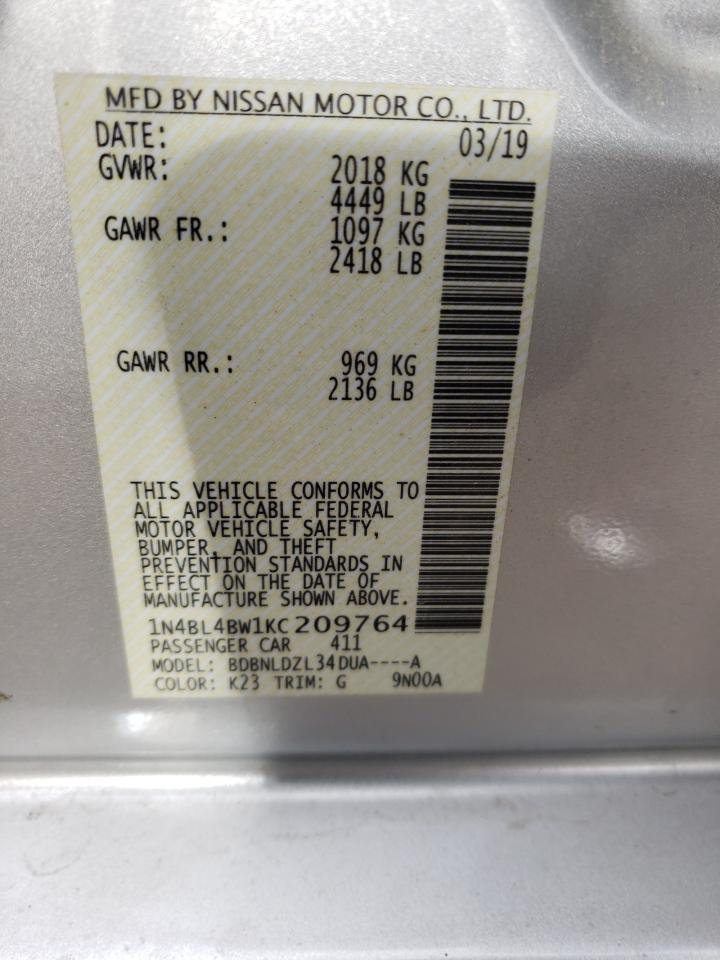 MFD BY NISSAN MOTOR CO., LTD.
DATE: 03/19
GVWR: 2018 KG
4449 LB
GAWR FR.: 1097 KG
2418 LB
GAWR RR.: 969 KG
2136 LB
THIS VEHICLE CONFORMS TO
ALL APPLICABLE FEDERAL
MOTOR VEHICLE SAFETY,
BUMPER, AND THEFT
PREVENTION STANDARDS IN
EFFECT ON THE DATE OF
MANUFACTURE SHOWN ABOVE.
1N4BL4BW1KC209764
PASSENGER CAR 411
MODEL: BDBNLDZL34DUA----A
COLOR: K23 TRIM: G 9N00A